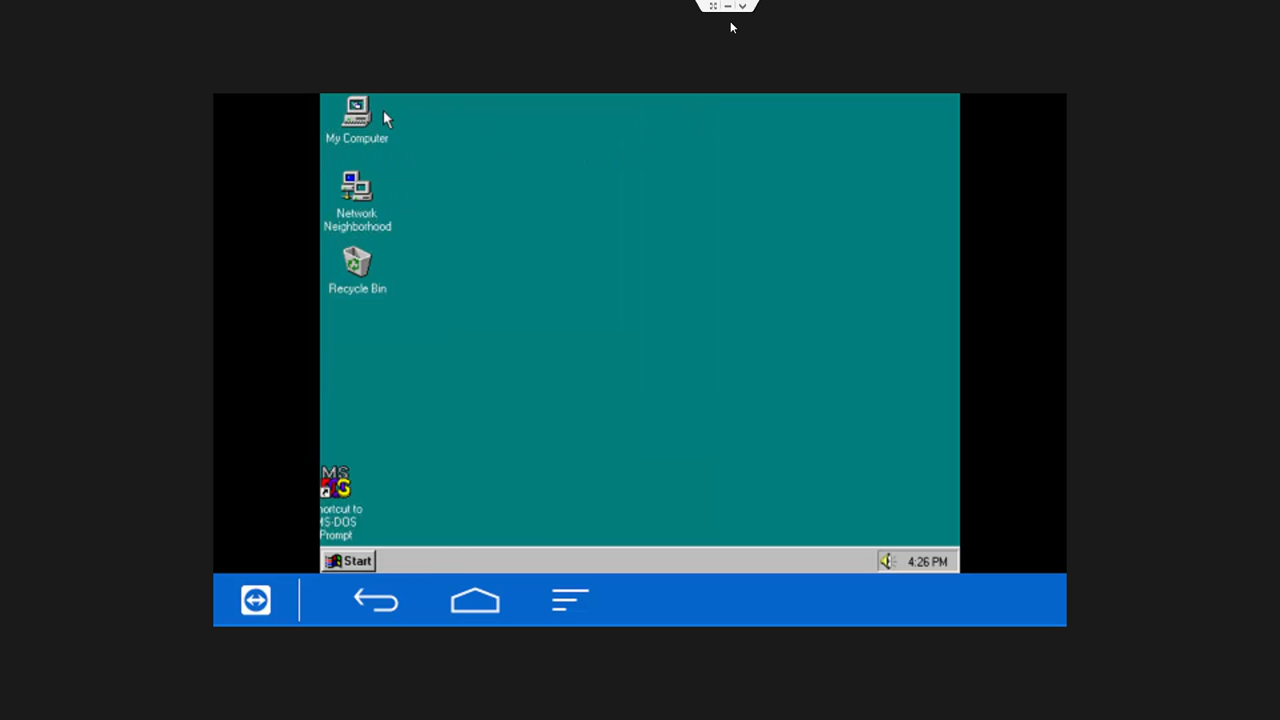 My Computer
Network
Neighborhood
Recycle Bin
MS
hortcut to
MS-DOS
Prompt
Start
4:26 PM